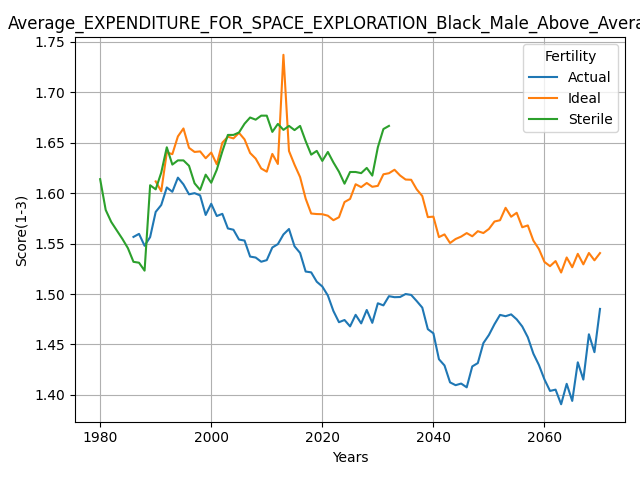 Average_EXPENDITURE_FOR_SPACE_EXPLORATION_Black_Male_Above_Avera
1.75
1.70
1.65
1.60
1.55
1.50
1.45
1.40
Score(1-3)
Fertility
Actual
Ideal
Sterile
1980 2000 2020 2040 2060
Years